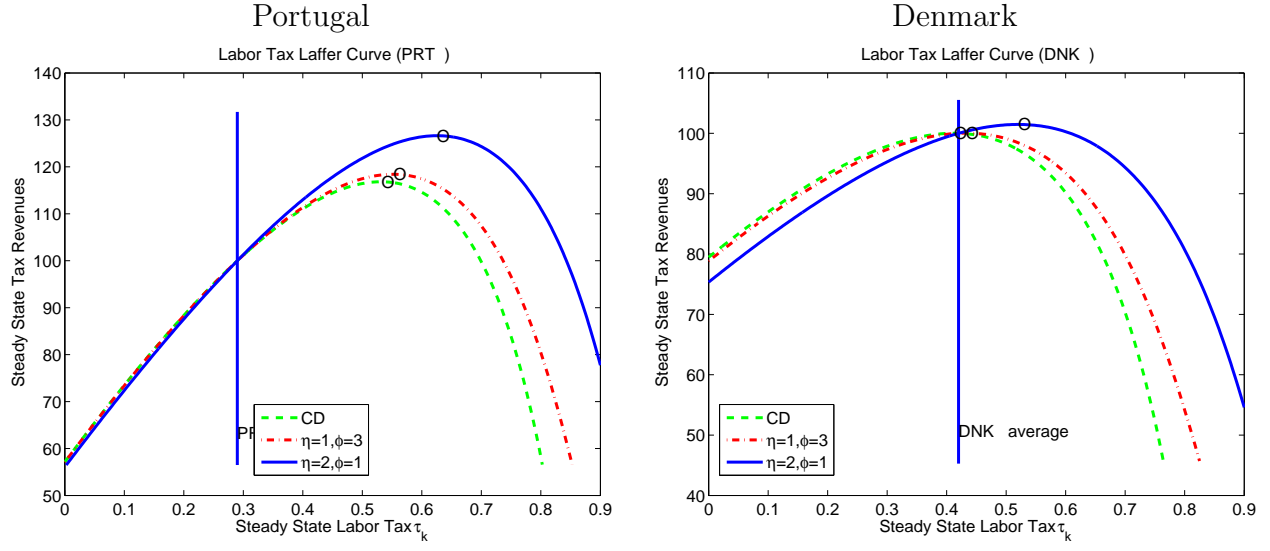 Portugal
Labor Tax Laffer Curve (PRT )
140
130
120
110
100
90
80
70
60
50
Steady State Tax Revenues
CD
η=1,φ=3
η=2,φ=1
0 0.1 0.2 0.3 0.4 0.5 0.6 0.7 0.8 0.9
Steady State Labor Tax τk
Denmark
Labor Tax Laffer Curve (DNK )
110
100
90
80
70
60
50
40
Steady State Tax Revenues
DNK average
CD
η=1,φ=3
η=2,φ=1
0 0.1 0.2 0.3 0.4 0.5 0.6 0.7 0.8 0.9
Steady State Labor Tax τk